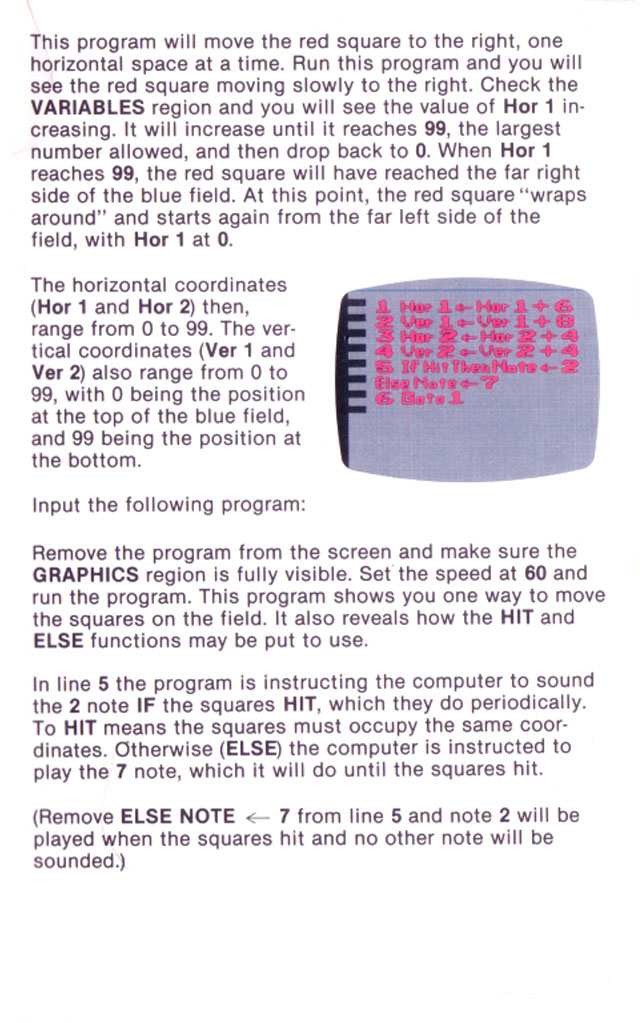 This program will move the red square to the right, one
horizontal space at a time. Run this program and you will
see the red square moving slowly to the right. Check the
VARIABLES region and you will see the value of Hor 1 in-
creasing. It will increase until it reaches 99, the largest
number allowed, and then drop back to 0. When Hor 1
reaches 99, the red square will have reached the far right
side of the blue field. At this point, the red square "wraps
around" and starts again from the far left side of the
field, with Hor 1 at 0.
The horizontal coordinates
(Hor 1 and Hor 2) then,
range from 0 to 99. The ver-
tical coordinates (Ver 1 and
Ver 2) also range from 0 to
99, with 0 being the position
at the top of the blue field,
and 99 being the position at
the bottom.
1 Hor 1 ← Hor 1 + 6
2 Ver 1 ← Ver 1 + 8
3 Hor 2 ← Hor 2 + 4
4 Ver 2 ← Ver 2 + 4
5 If Hit Then Note ← 2
Else Note ← 7
6 Goto 1
Input the following program:
Remove the program from the screen and make sure the
GRAPHICS region is fully visible. Set the speed at 60 and
run the program. This program shows you one way to move
the squares on the field. It also reveals how the HIT and
ELSE functions may be put to use.
In line 5 the program is instructing the computer to sound
the 2 note IF the squares HIT, which they do periodically.
To HIT means the squares must occupy the same coor-
dinates. Otherwise (ELSE) the computer is instructed to
play the 7 note, which it will do until the squares hit.
(Remove ELSE NOTE ← 7 from line 5 and note 2 will be
played when the squares hit and no other note will be
sounded.)